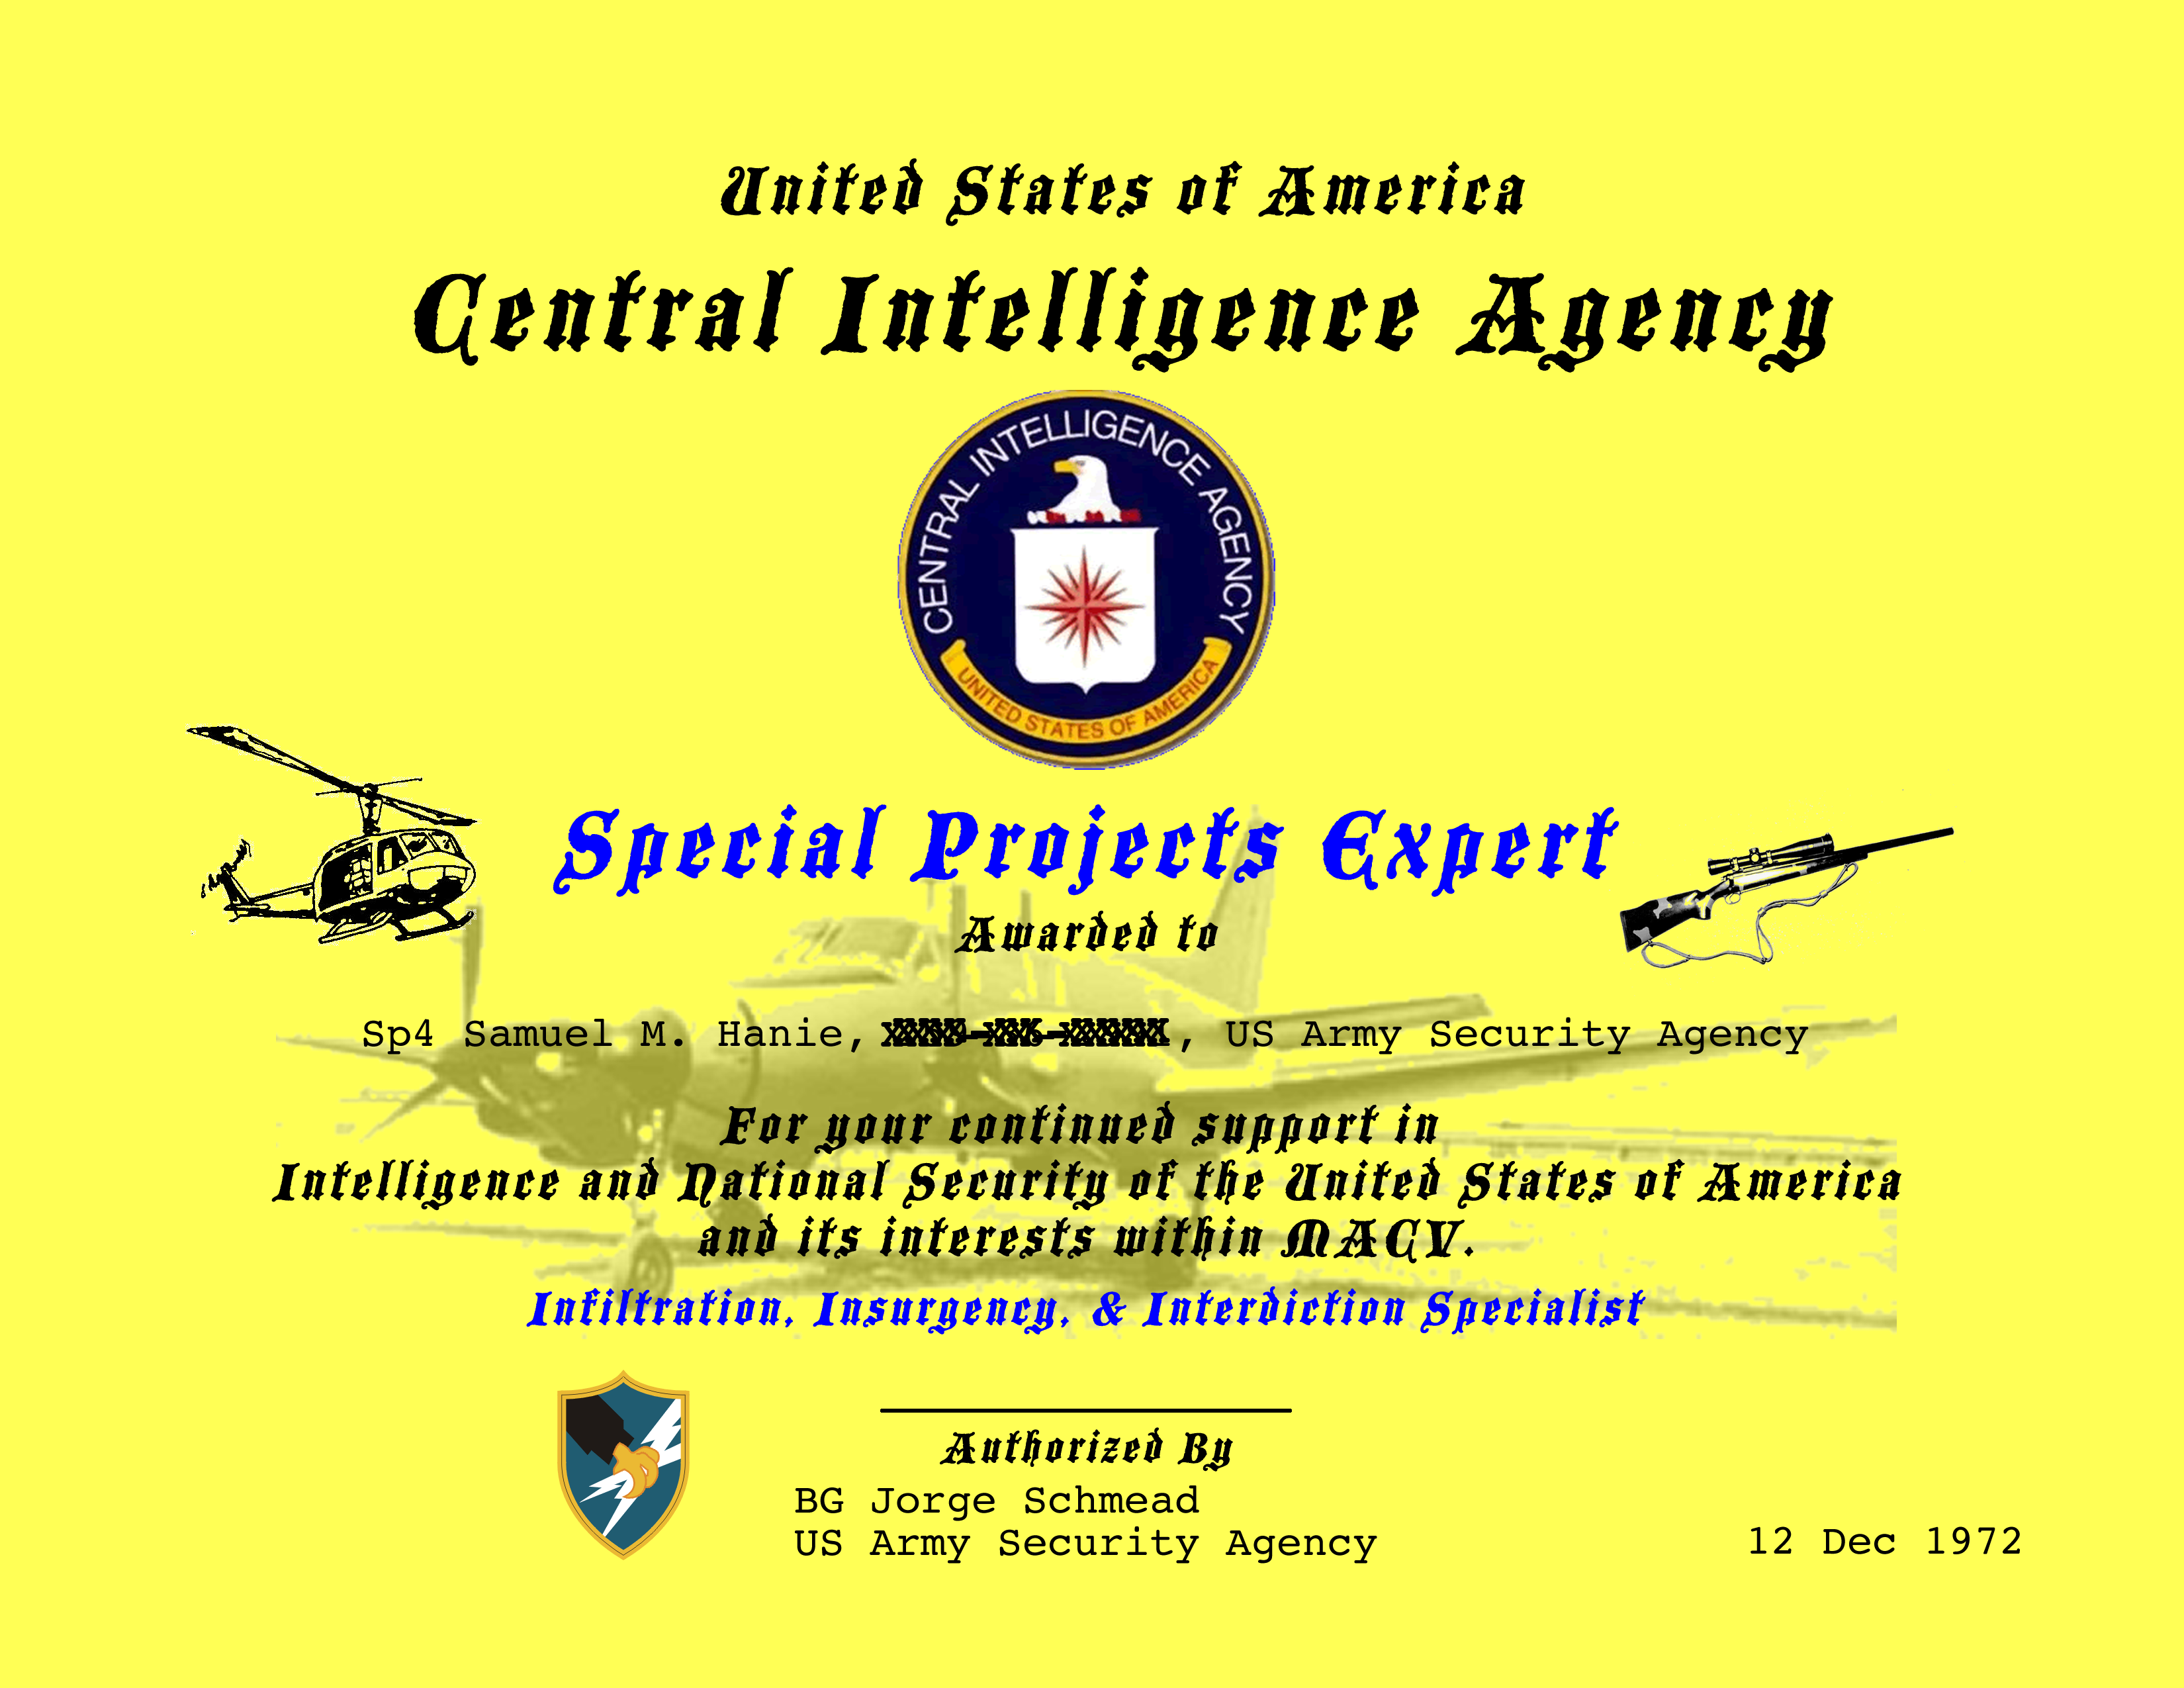 United States of America
Central Intelligence Agency
CENTRAL INTELLIGENCE AGENCY
UNITED STATES OF AMERICA
Special Projects Expert
Awarded to
Sp4 Samuel M. Hanie, , US Army Security Agency
For your continued support in
Intelligence and National Security of the United States of America
and its interests within MACV.
Infiltration, Insurgency, & Interdiction Specialist
Authorized By
BG Jorge Schmead
US Army Security Agency
12 Dec 1972